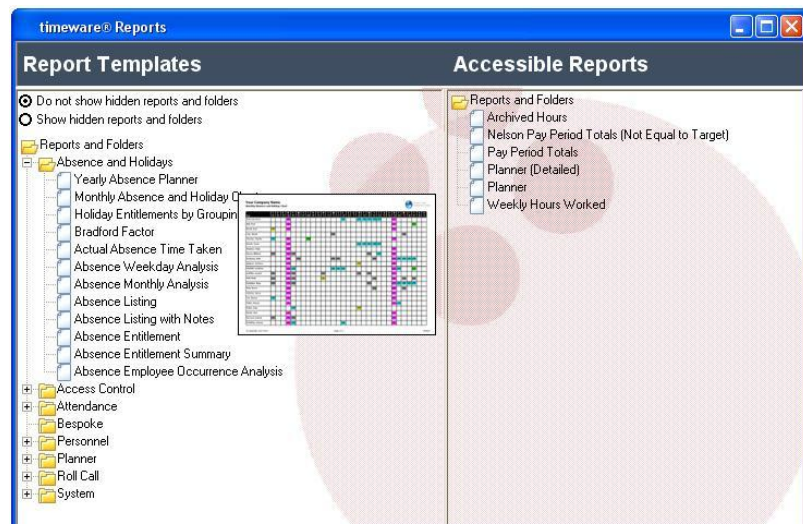 timeware® Reports
Report Templates
Accessible Reports
Do not show hidden reports and folders
Show hidden reports and folders
Reports and Folders
Absence and Holidays
Yearly Absence Planner
Monthly Absence and Holiday
Holiday Entitlements by Groupin
Bradford Factor
Actual Absence Time Taken
Absence Weekday Analysis
Absence Monthly Analysis
Absence Listing
Absence Listing with Notes
Absence Entitlement
Absence Entitlement Summary
Absence Employee Occurrence Analysis
Access Control
Attendance
Bespoke
Personnel
Planner
Roll Call
System
Your Company Name
Reports and Folders
Archived Hours
Nelson Pay Period Totals (Not Equal to Target)
Pay Period Totals
Planner (Detailed)
Planner
Weekly Hours Worked